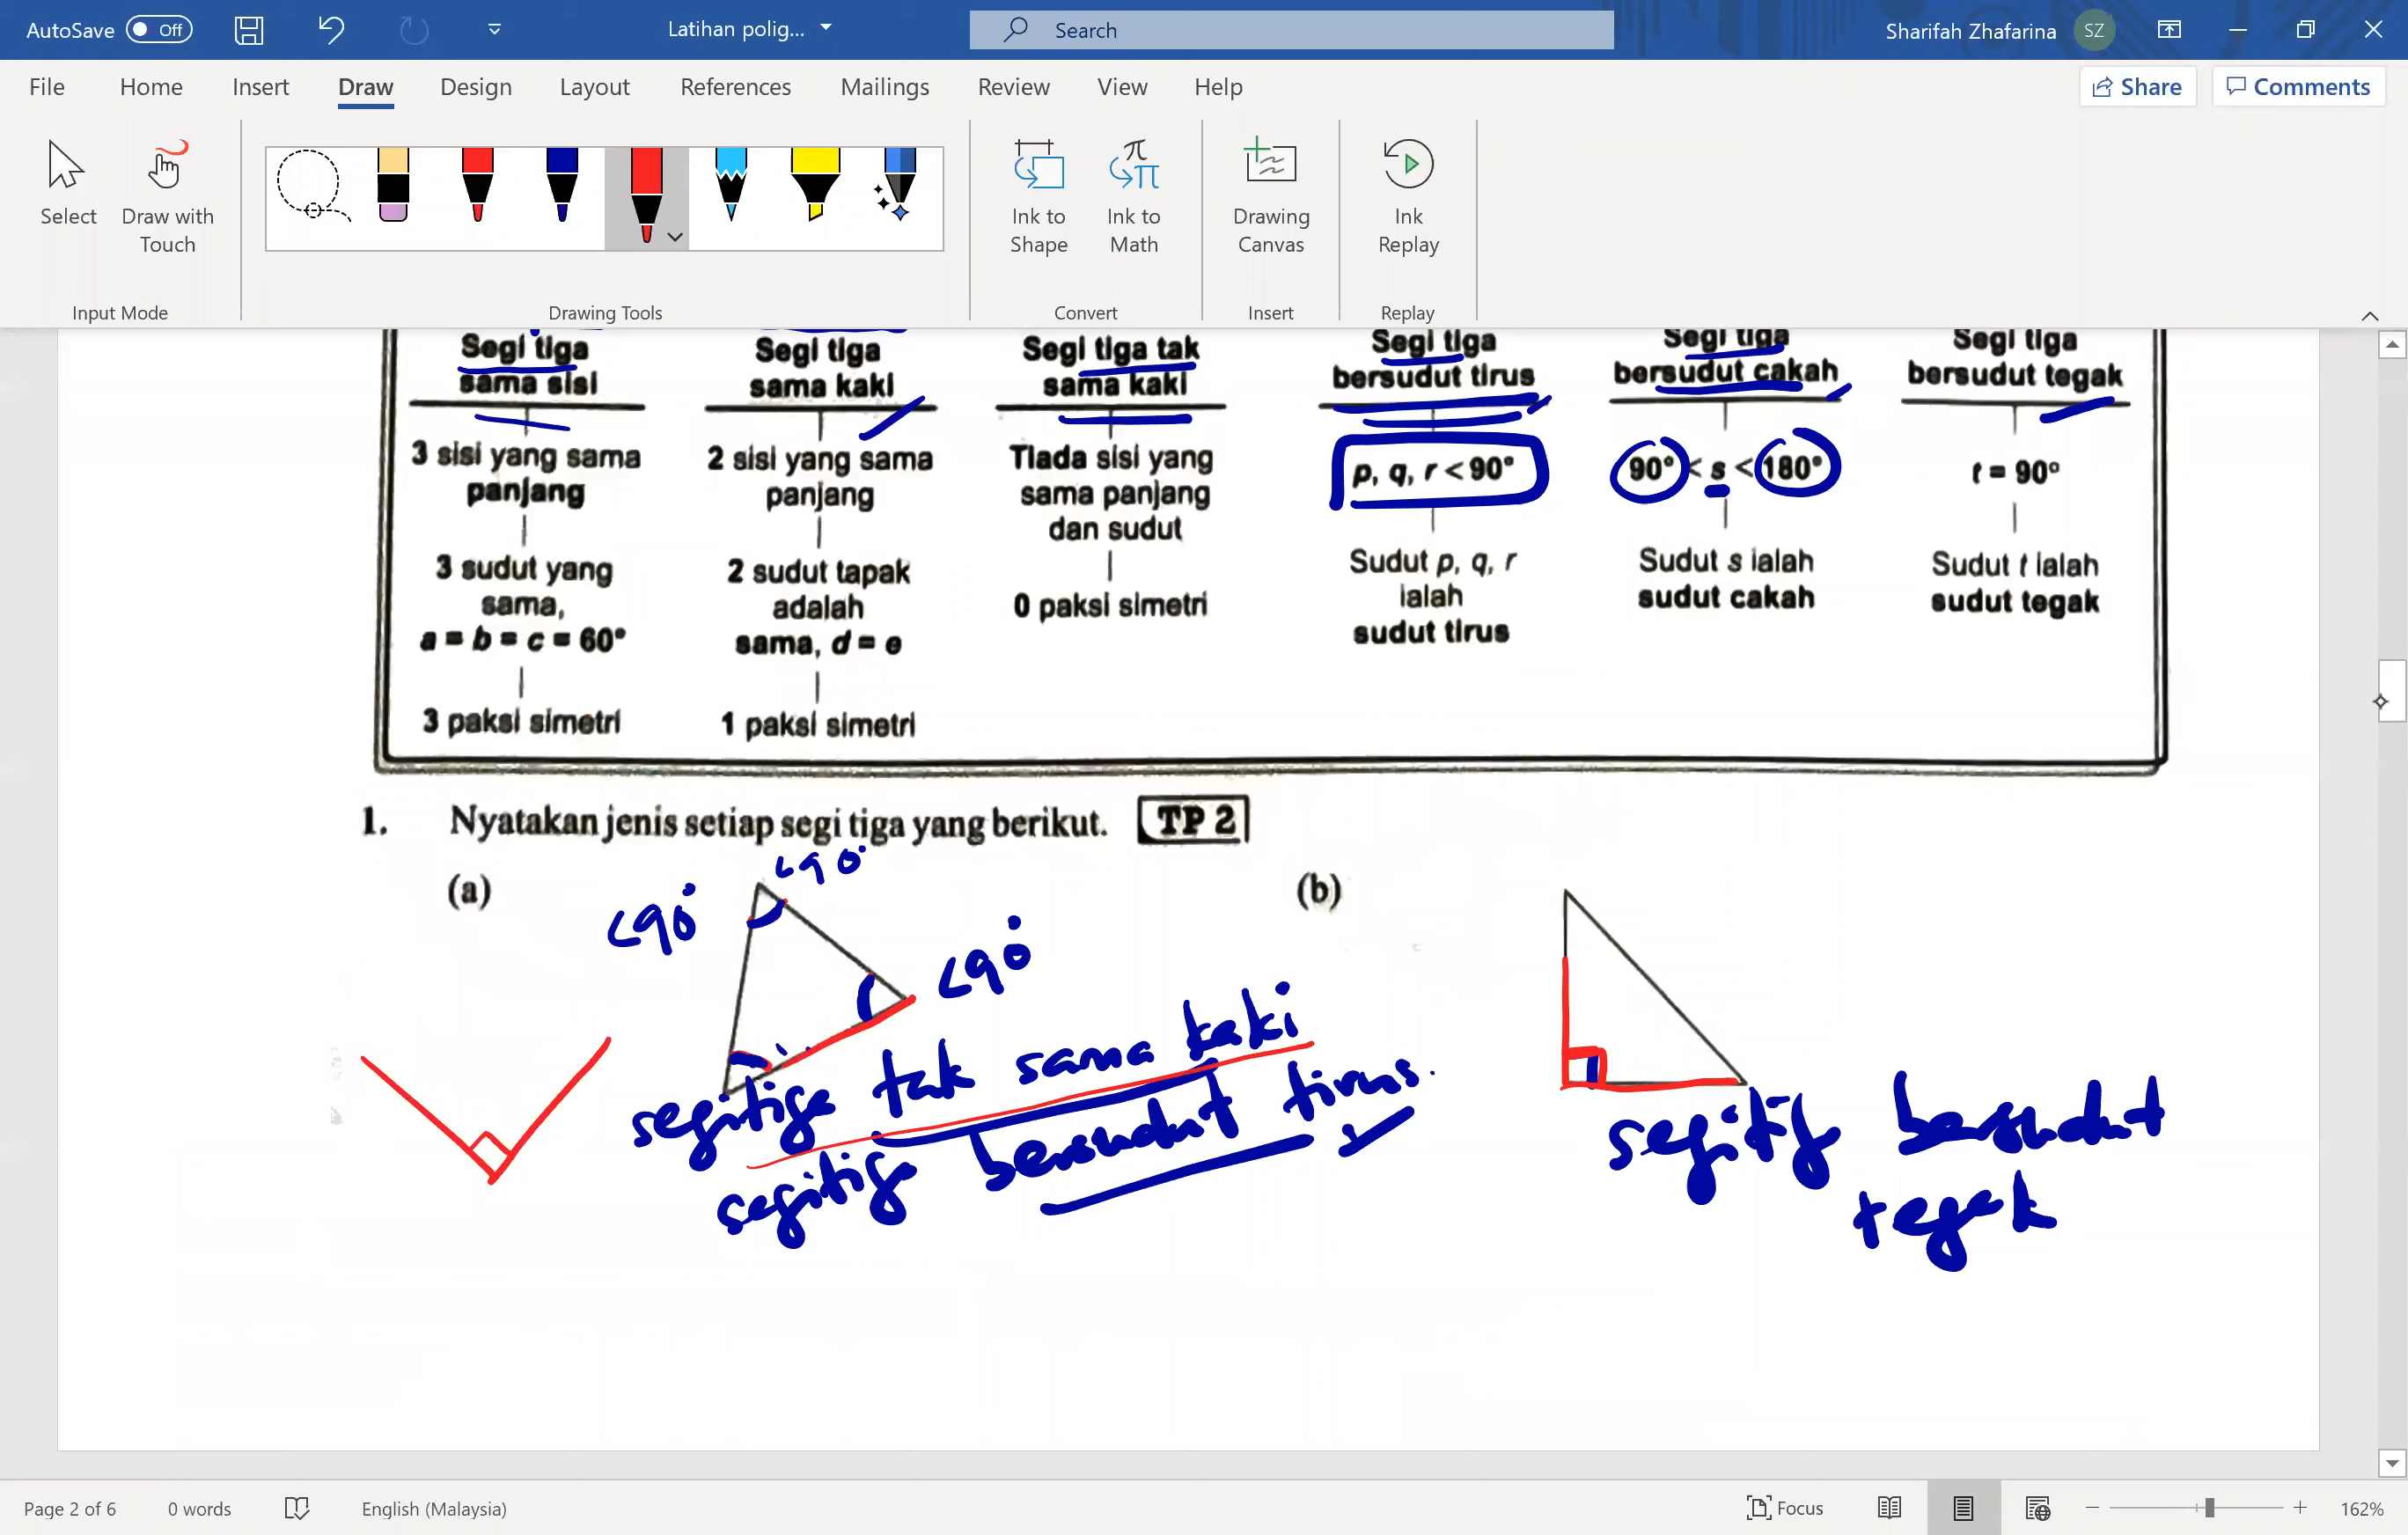 AutoSave Off
Latihan polig...
Search
Sharifah Zhafarina SZ
File Home Insert Draw Design Layout References Mailings Review View Help
Share Comments
Select
Draw with Touch
Ink to Shape
Ink to Math
Drawing Canvas
Ink Replay
Input Mode
Drawing Tools
Convert
Insert
Replay
Segi tiga
sama sisi
3 sisi yang sama
panjang
3 sudut yang
sama,
a = b = c = 60°
3 paksi simetri
Segi tiga
sama kaki
2 sisi yang sama
panjang
2 sudut tapak
adalah
sama, d = e
1 paksi simetri
Segi tiga tak
sama kaki
Tiada sisi yang
sama panjang
dan sudut
0 paksi simetri
Segi tiga
bersudut tirus
p, q, r < 90°
Sudut p, q, r
ialah
sudut tirus
Segi tiga
bersudut cakah
90° < s < 180°
Sudut s ialah
sudut cakah
Segi tiga
bersudut tegak
t = 90°
Sudut t ialah
sudut tegak
1. Nyatakan jenis setiap segi tiga yang berikut. TP 2
(a)
<90°
<90°
<90°
segitiga tak sama kaki
segitiga bersudut tirus.
(b)
segitig bersudut
tegak
Page 2 of 6
0 words
English (Malaysia)
Focus
162%